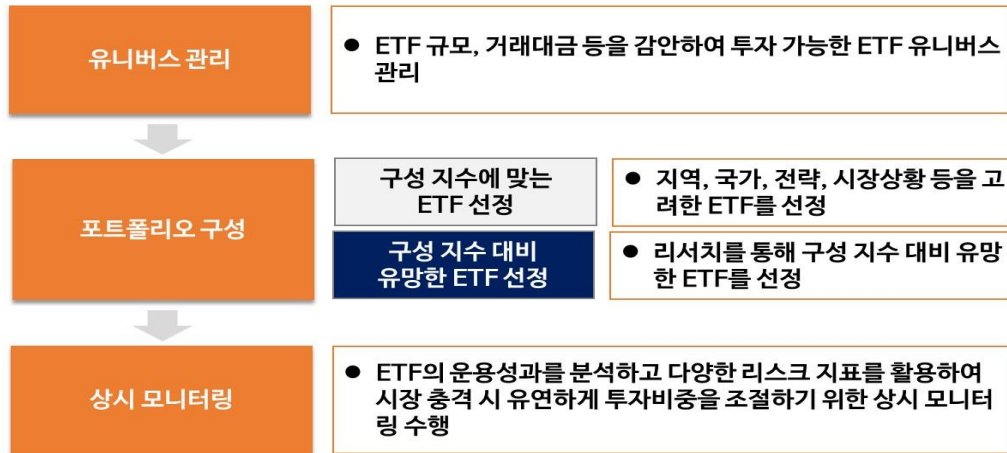 유니버스 관리
● ETF 규모, 거래대금 등을 감안하여 투자 가능한 ETF 유니버스
관리
포트폴리오 구성
구성 지수에 맞는
ETF 선정
● 지역, 국가, 전략, 시장상황 등을 고
려한 ETF를 선정
구성 지수 대비
유망한 ETF 선정
● 리서치를 통해 구성 지수 대비 유망
한 ETF를 선정
상시 모니터링
● ETF의 운용성과를 분석하고 다양한 리스크 지표를 활용하여
시장 충격 시 유연하게 투자비중을 조절하기 위한 상시 모니터
링 수행